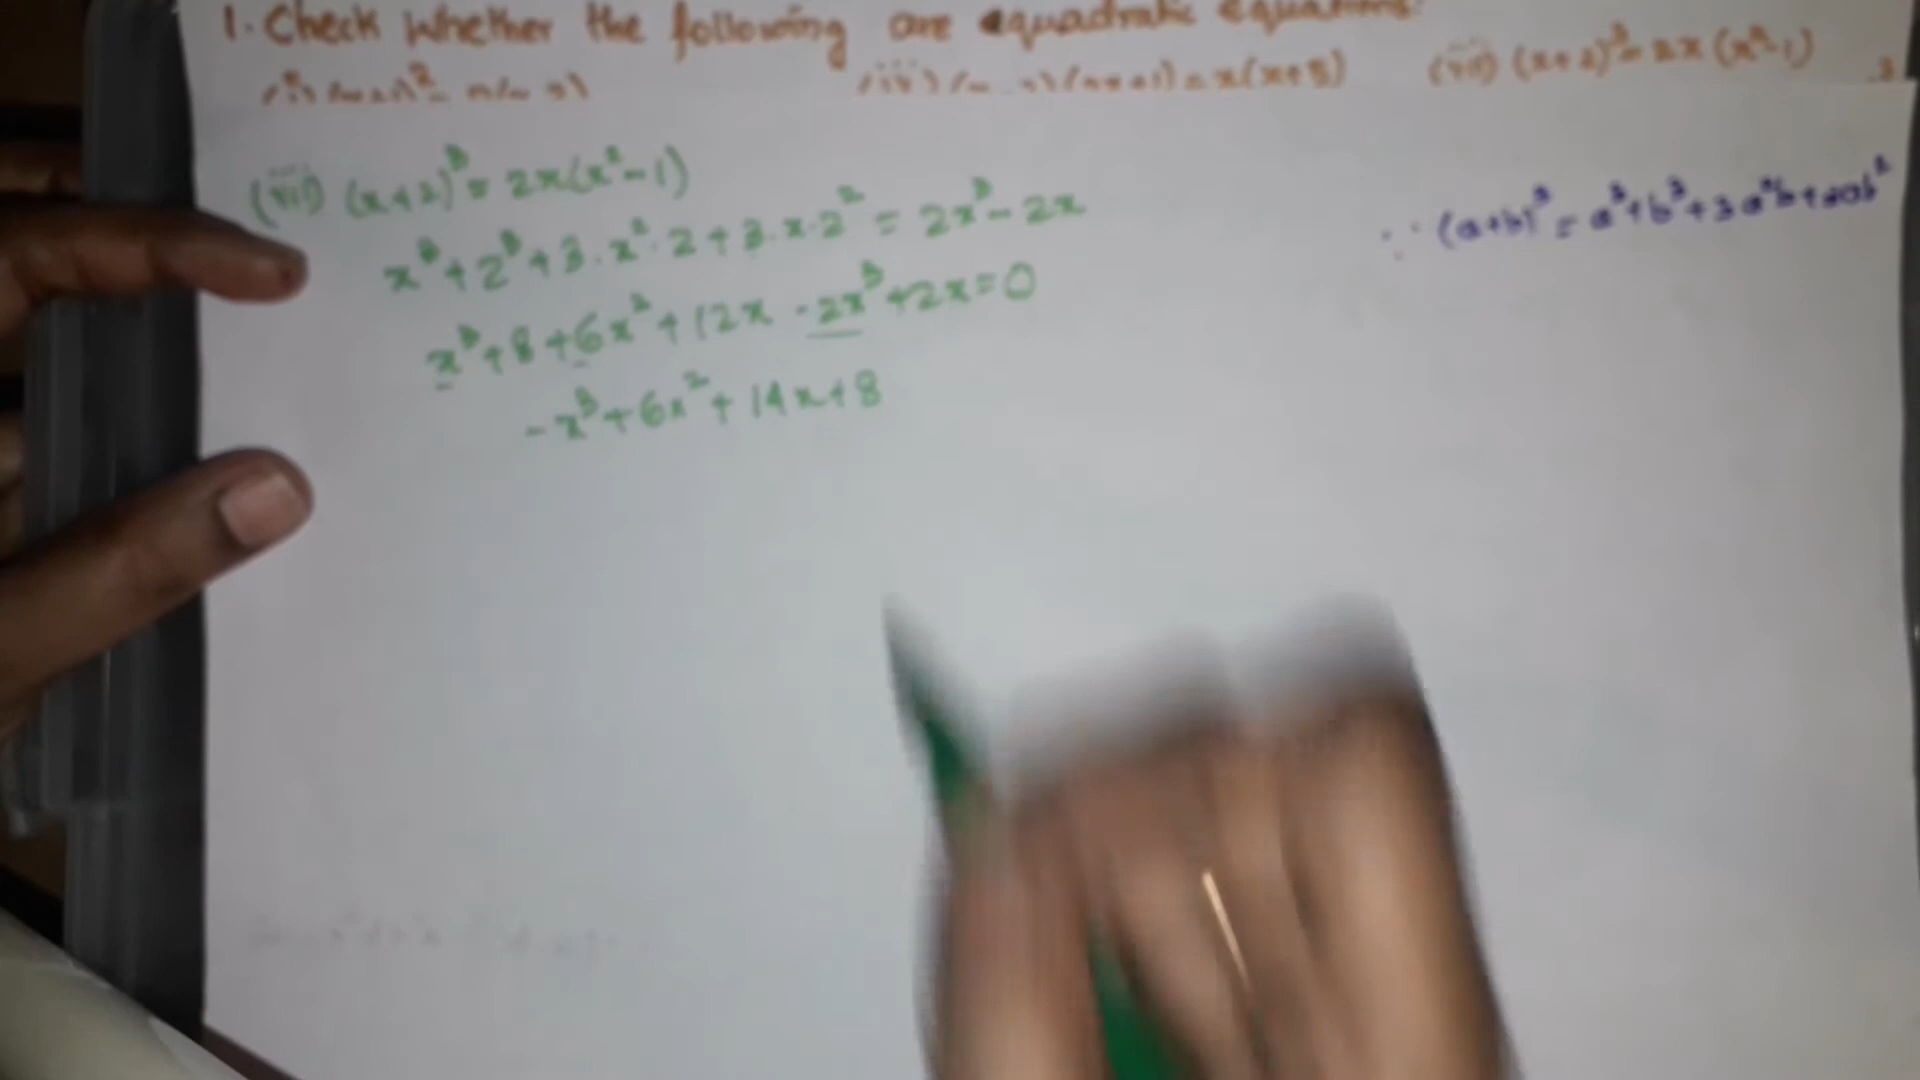 1. Check Whether the following are equadratic equations.
(vii) (x+2)³ = 2x (x²-1)
x(x+5)
(vii) (x+2)³ = 2x(x²-1)
x³+2³+3.x².2+3.x.2² = 2x³-2x
∵ (a+b)³ = a³+b³+3a²b+3ab²
x³+8+6x²+12x -2x³+2x=0
-x³+6x²+14x+8